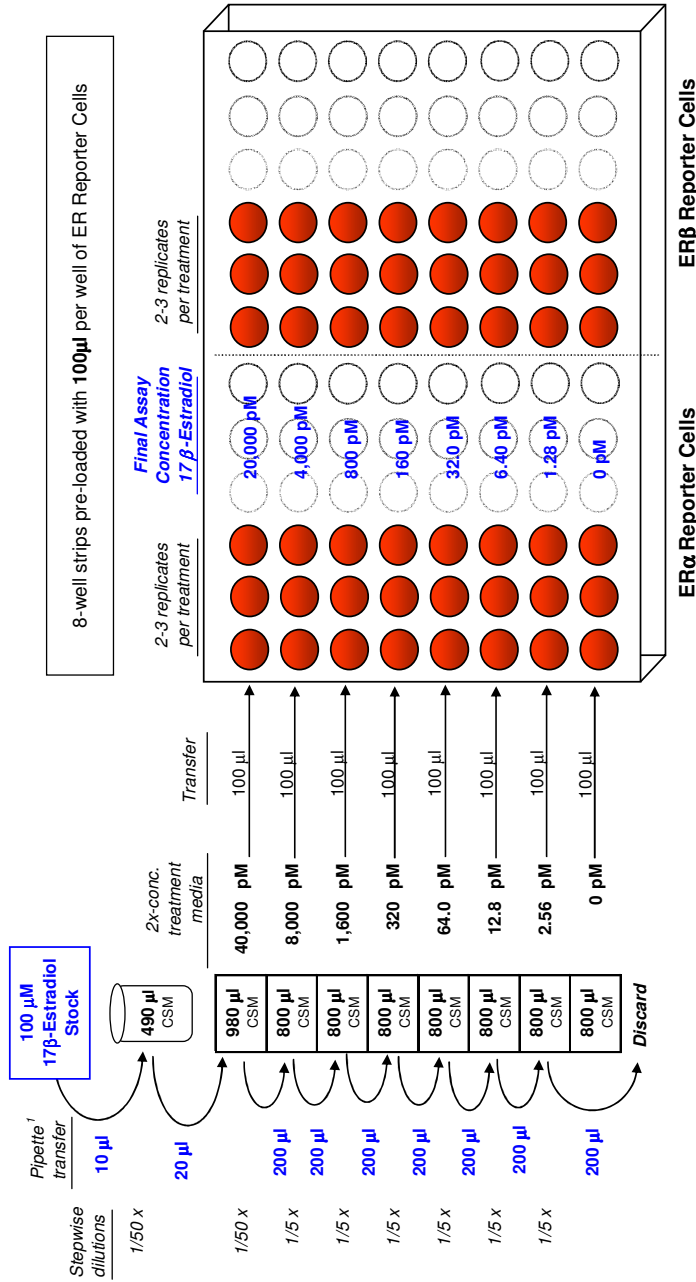 8-well strips pre-loaded with 100µl per well of ER Reporter Cells
Stepwise
dilutions
Pipette¹
transfer
100 µM
17β-Estradiol
Stock
2x-conc.
treatment
media
Transfer
2-3 replicates
per treatment
Final Assay
Concentration
17β-Estradiol
2-3 replicates
per treatment
1/50 x
10 µl
490 µl
CSM
20 µl
1/50 x
980 µl
CSM
40,000 pM
100 µl
20,000 pM
1/5 x
200 µl
800 µl
CSM
8,000 pM
100 µl
4,000 pM
1/5 x
200 µl
800 µl
CSM
1,600 pM
100 µl
800 pM
1/5 x
200 µl
800 µl
CSM
320 pM
100 µl
160 pM
1/5 x
200 µl
800 µl
CSM
64.0 pM
100 µl
32.0 pM
1/5 x
200 µl
800 µl
CSM
12.8 pM
100 µl
6.40 pM
1/5 x
200 µl
800 µl
CSM
2.56 pM
100 µl
1.28 pM
200 µl
800 µl
CSM
0 pM
100 µl
0 pM
Discard
ERα Reporter Cells
ERβ Reporter Cells